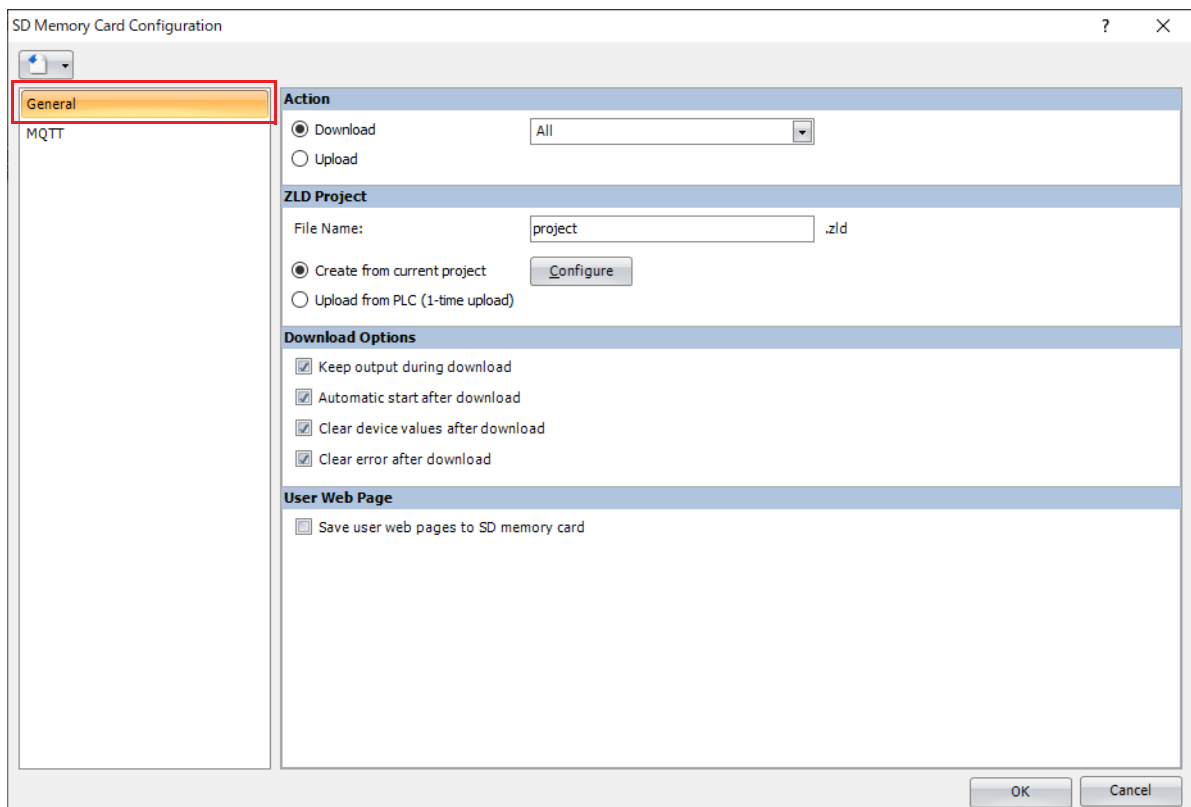 SD Memory Card Configuration
General
MQTT
Action
Download All
Upload
ZLD Project
File Name: project .zld
Create from current project Configure
Upload from PLC (1-time upload)
Download Options
Keep output during download
Automatic start after download
Clear device values after download
Clear error after download
User Web Page
Save user web pages to SD memory card
OK Cancel